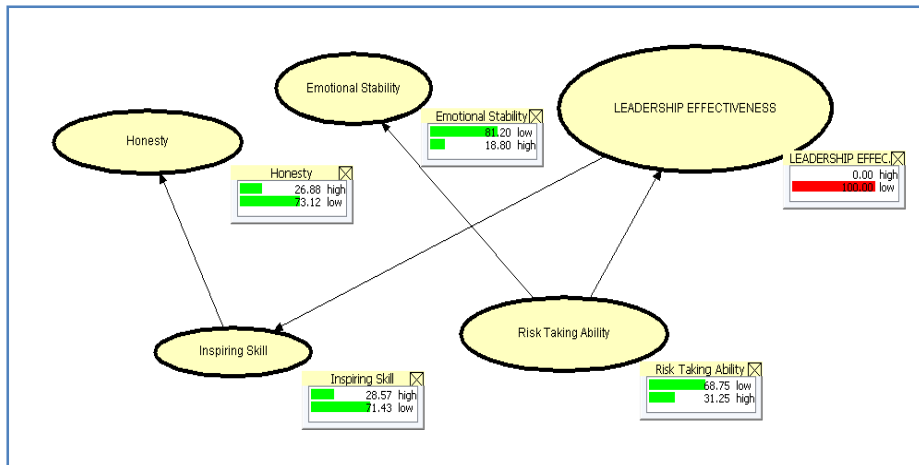 Emotional Stability
LEADERSHIP EFFECTIVENESS
Honesty
Emotional Stability
81.20 low
18.80 high
LEADERSHIP EFFEC.
0.00 high
100.00 low
Honesty
26.88 high
73.12 low
Inspiring Skill
Risk Taking Ability
Inspiring Skill
28.57 high
71.43 low
Risk Taking Ability
68.75 low
31.25 high